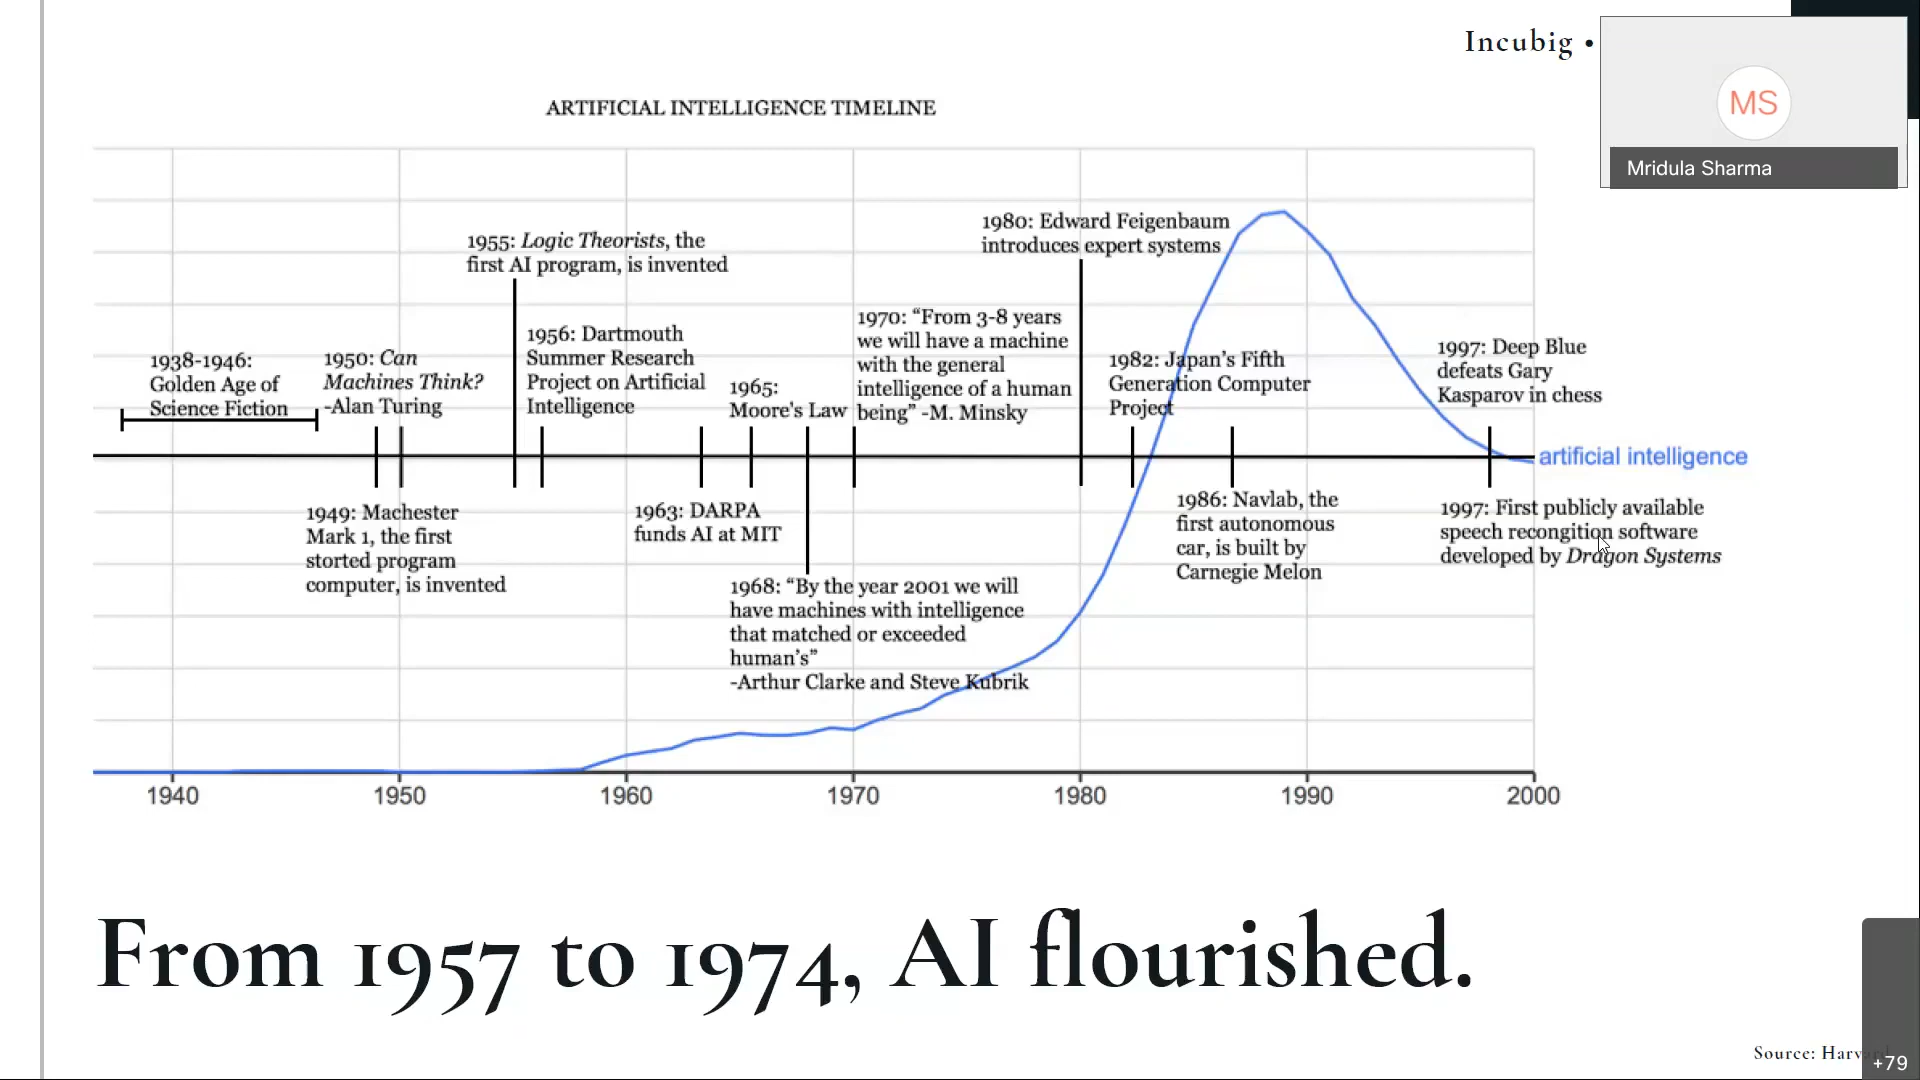 Incubig •
MS
Mridula Sharma
ARTIFICIAL INTELLIGENCE TIMELINE
1938-1946:
Golden Age of
Science Fiction
1950: Can
Machines Think?
-Alan Turing
1955: Logic Theorists, the
first AI program, is invented
1956: Dartmouth
Summer Research
Project on Artificial
Intelligence
1965:
Moore's Law
1970: “From 3-8 years
we will have a machine
with the general
intelligence of a human
being” -M. Minsky
1980: Edward Feigenbaum
introduces expert systems
1982: Japan's Fifth
Generation Computer
Project
1997: Deep Blue
defeats Gary
Kasparov in chess
artificial intelligence
1949: Machester
Mark 1, the first
storted program
computer, is invented
1963: DARPA
funds AI at MIT
1968: “By the year 2001 we will
have machines with intelligence
that matched or exceeded
human's”
-Arthur Clarke and Steve Kubrik
1986: Navlab, the
first autonomous
car, is built by
Carnegie Melon
1997: First publicly available
speech recongition software
developed by Dragon Systems
1940 1950 1960 1970 1980 1990 2000
From 1957 to 1974, AI flourished.
Source:
+79